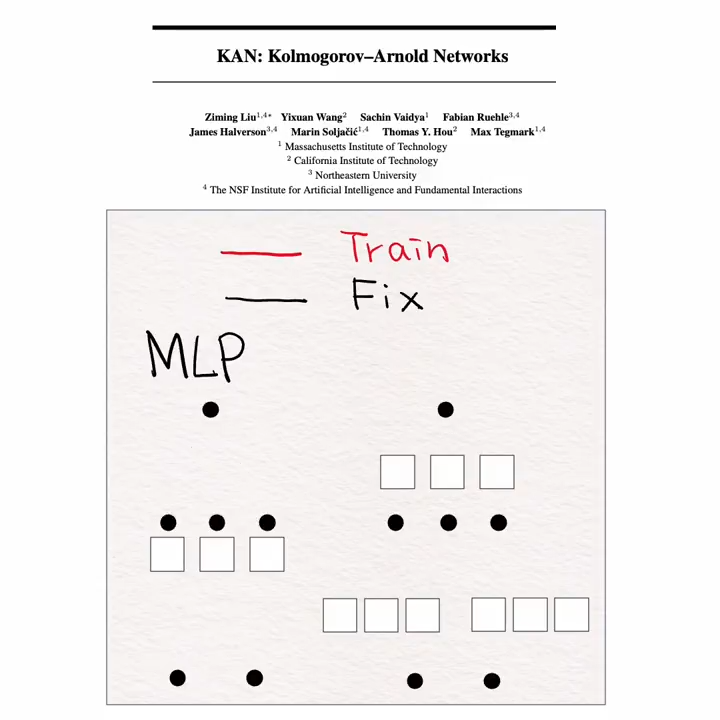 KAN: Kolmogorov–Arnold Networks
Ziming Liu1,4* Yixuan Wang2 Sachin Vaidya1 Fabian Ruehle3,4
James Halverson3,4 Marin Soljačić1,4 Thomas Y. Hou2 Max Tegmark1,4
1 Massachusetts Institute of Technology
2 California Institute of Technology
3 Northeastern University
4 The NSF Institute for Artificial Intelligence and Fundamental Interactions
Train
Fix
MLP